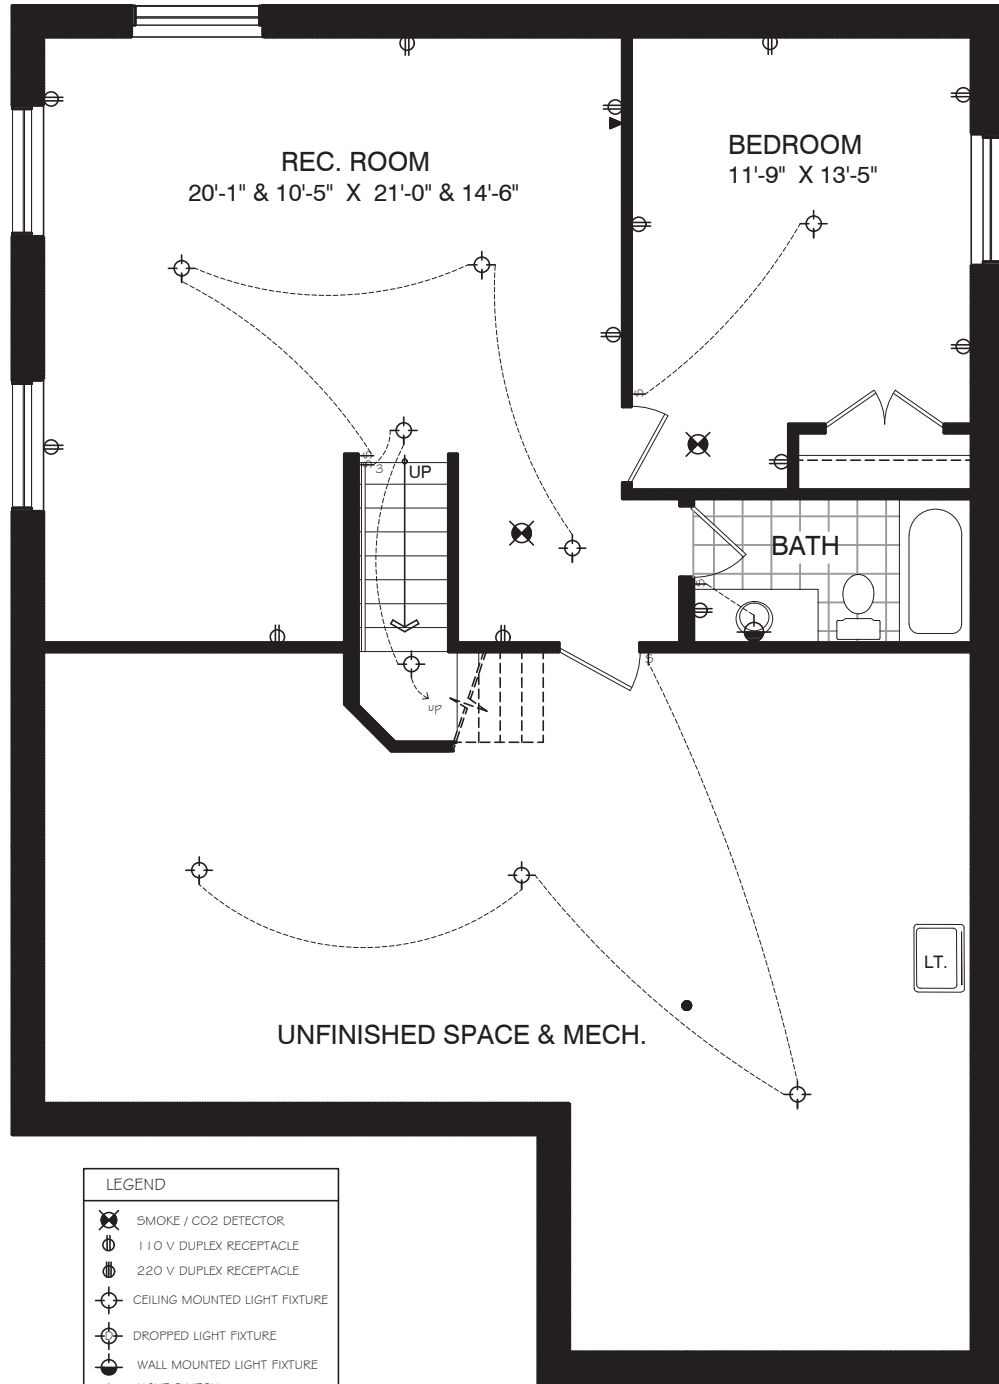 REC. ROOM
20'-1" & 10'-5" X 21'-0" & 14'-6"
BEDROOM
11'-9" X 13'-5"
$
$
$
3
UP
BATH
$
$
up
LT.
UNFINISHED SPACE & MECH.
LEGEND
SMOKE / CO2 DETECTOR
110 V DUPLEX RECEPTACLE
220 V DUPLEX RECEPTACLE
CEILING MOUNTED LIGHT FIXTURE
DROPPED LIGHT FIXTURE
WALL MOUNTED LIGHT FIXTURE